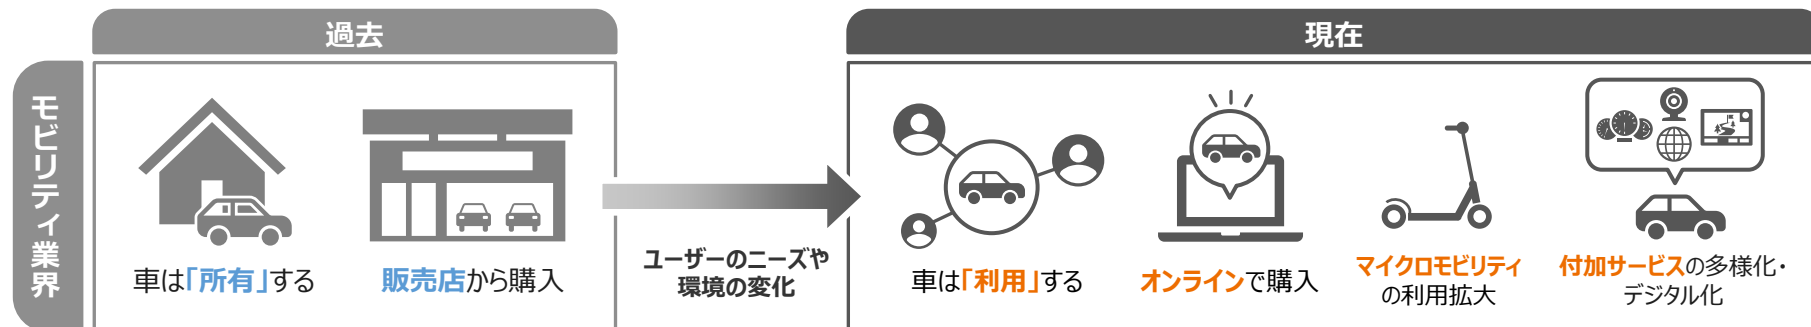 過去
現在
モビリティ業界
車は「所有」する
販売店から購入
ユーザーのニーズや
環境の変化
車は「利用」する
オンラインで購入
マイクロモビリティ
の利用拡大
付加サービスの多様化・
デジタル化